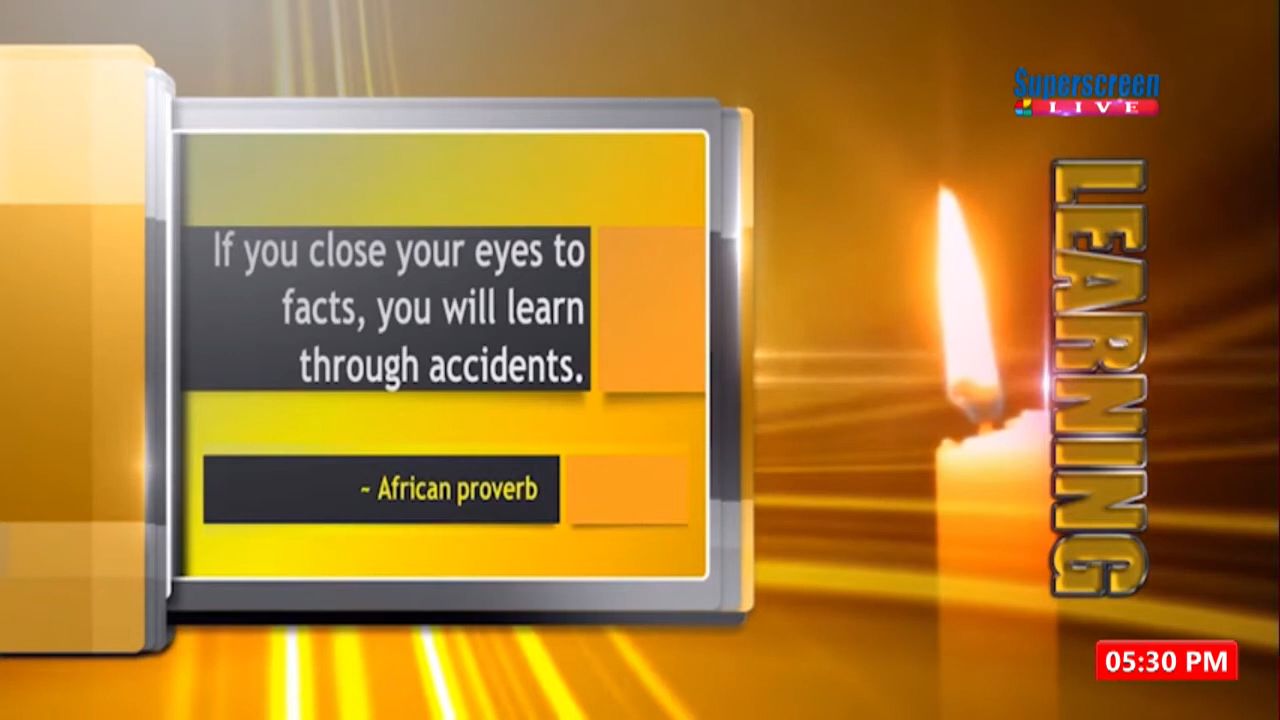 If you close your eyes to
facts, you will learn
through accidents.
~ African proverb
Superscreen
LIVE
LEARNING
05:30 PM